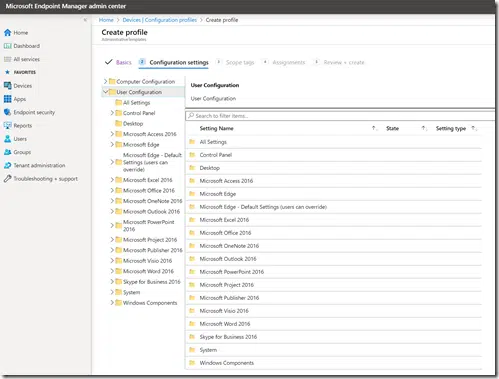 Microsoft Endpoint Manager admin center
Home > Devices | Configuration profiles > Create profile
Create profile
Administrative templates
Basics
2 Configuration settings
3 Scope tags
4 Assignments
5 Review + create
Home
Dashboard
All services
FAVORITES
Devices
Apps
Endpoint security
Reports
Users
Groups
Tenant administration
Troubleshooting + support
Computer Configuration
User Configuration
All Settings
Control Panel
Desktop
Microsoft Access 2016
Microsoft Edge
Microsoft Edge - Default
Settings (users can
override)
Microsoft Excel 2016
Microsoft Office 2016
Microsoft OneNote 2016
Microsoft Outlook 2016
Microsoft PowerPoint
2016
Microsoft Project 2016
Microsoft Publisher 2016
Microsoft Visio 2016
Microsoft Word 2016
Skype for Business 2016
System
Windows Components
User Configuration
User Configuration
Search to filter items...
Setting Name
State
Setting type
All Settings
Control Panel
Desktop
Microsoft Access 2016
Microsoft Edge
Microsoft Edge - Default Settings (users can override)
Microsoft Excel 2016
Microsoft Office 2016
Microsoft OneNote 2016
Microsoft Outlook 2016
Microsoft PowerPoint 2016
Microsoft Project 2016
Microsoft Publisher 2016
Microsoft Visio 2016
Microsoft Word 2016
Skype for Business 2016
System
Windows Components